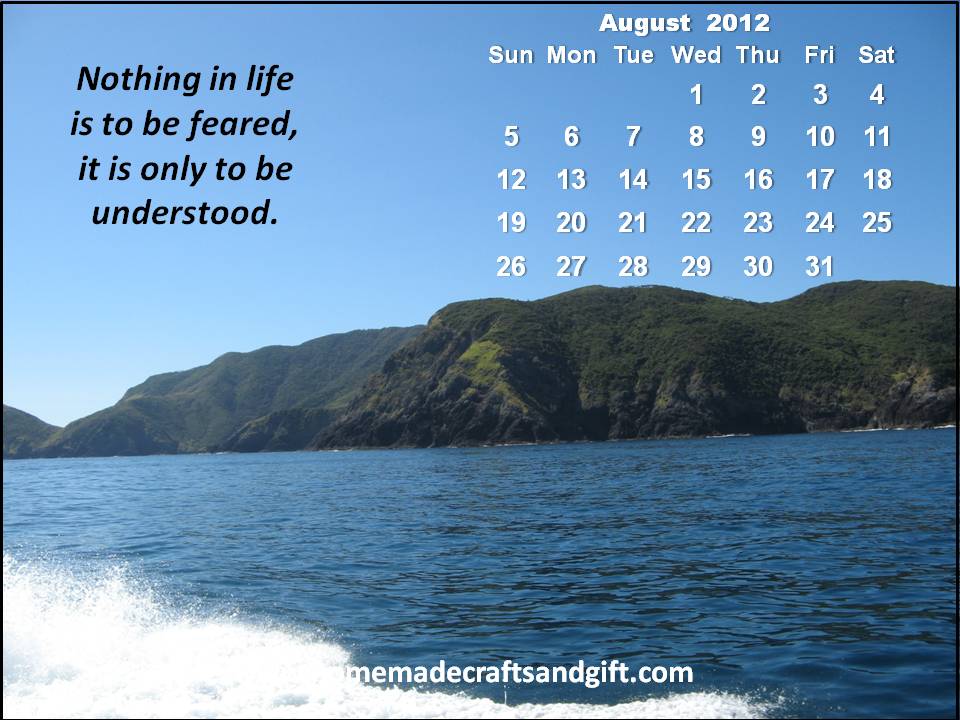 Nothing in life
is to be feared,
it is only to be
understood.
August 2012
Sun Mon Tue Wed Thu Fri Sat
1 2 3 4
5 6 7 8 9 10 11
12 13 14 15 16 17 18
19 20 21 22 23 24 25
26 27 28 29 30 31
memadecraftsandgift.com